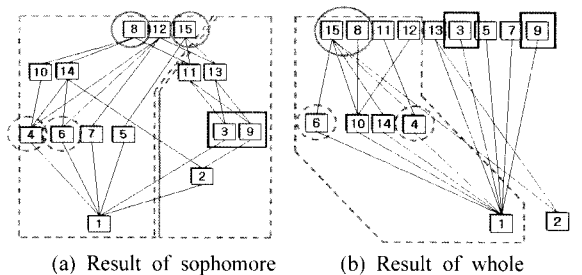 8 12 15
10 14 11 13
4 6 7 5 3 9
2
1
(a) Result of sophomore
15 8 11 12 13 3 5 7 9
6 10 14 4
1 2
(b) Result of whole